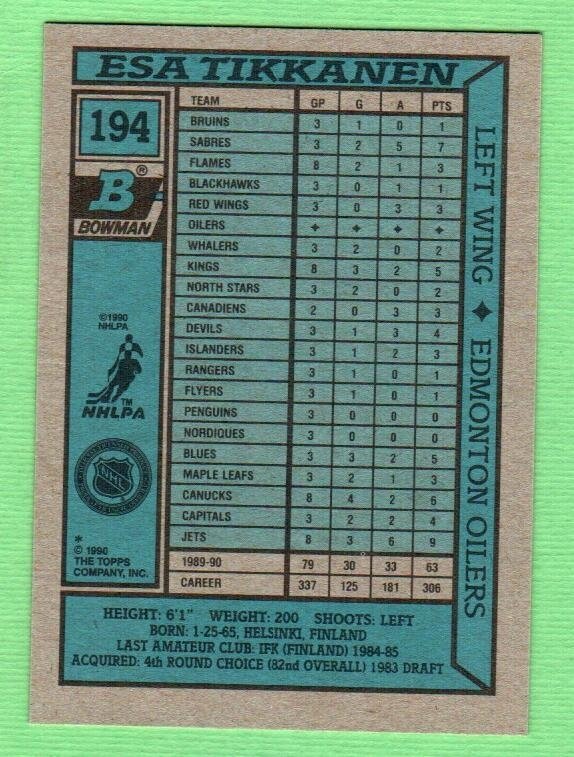 ESA TIKKANEN
194
B®
BOWMAN
©1990
NHLPA
TM
NHLPA
NHL
*
© 1990
THE TOPPS
COMPANY, INC.
TEAM GP G A PTS
BRUINS 3 1 0 1
SABRES 3 2 5 7
FLAMES 8 2 1 3
BLACKHAWKS 3 0 1 1
RED WINGS 3 0 3 3
OILERS ✦ ✦ ✦ ✦
WHALERS 3 2 0 2
KINGS 8 3 2 5
NORTH STARS 3 2 0 2
CANADIENS 2 0 3 3
DEVILS 3 1 3 4
ISLANDERS 3 1 2 3
RANGERS 3 1 0 1
FLYERS 3 1 0 1
PENGUINS 3 0 0 0
NORDIQUES 3 0 0 0
BLUES 3 3 2 5
MAPLE LEAFS 3 2 1 3
CANUCKS 8 4 2 6
CAPITALS 3 2 2 4
JETS 8 3 6 9
1989-90 79 30 33 63
CAREER 337 125 181 306
LEFT WING ✦ EDMONTON OILERS
HEIGHT: 6'1" WEIGHT: 200 SHOOTS: LEFT
BORN: 1-25-65, HELSINKI, FINLAND
LAST AMATEUR CLUB: IFK (FINLAND) 1984-85
ACQUIRED: 4th ROUND CHOICE (82nd OVERALL) 1983 DRAFT